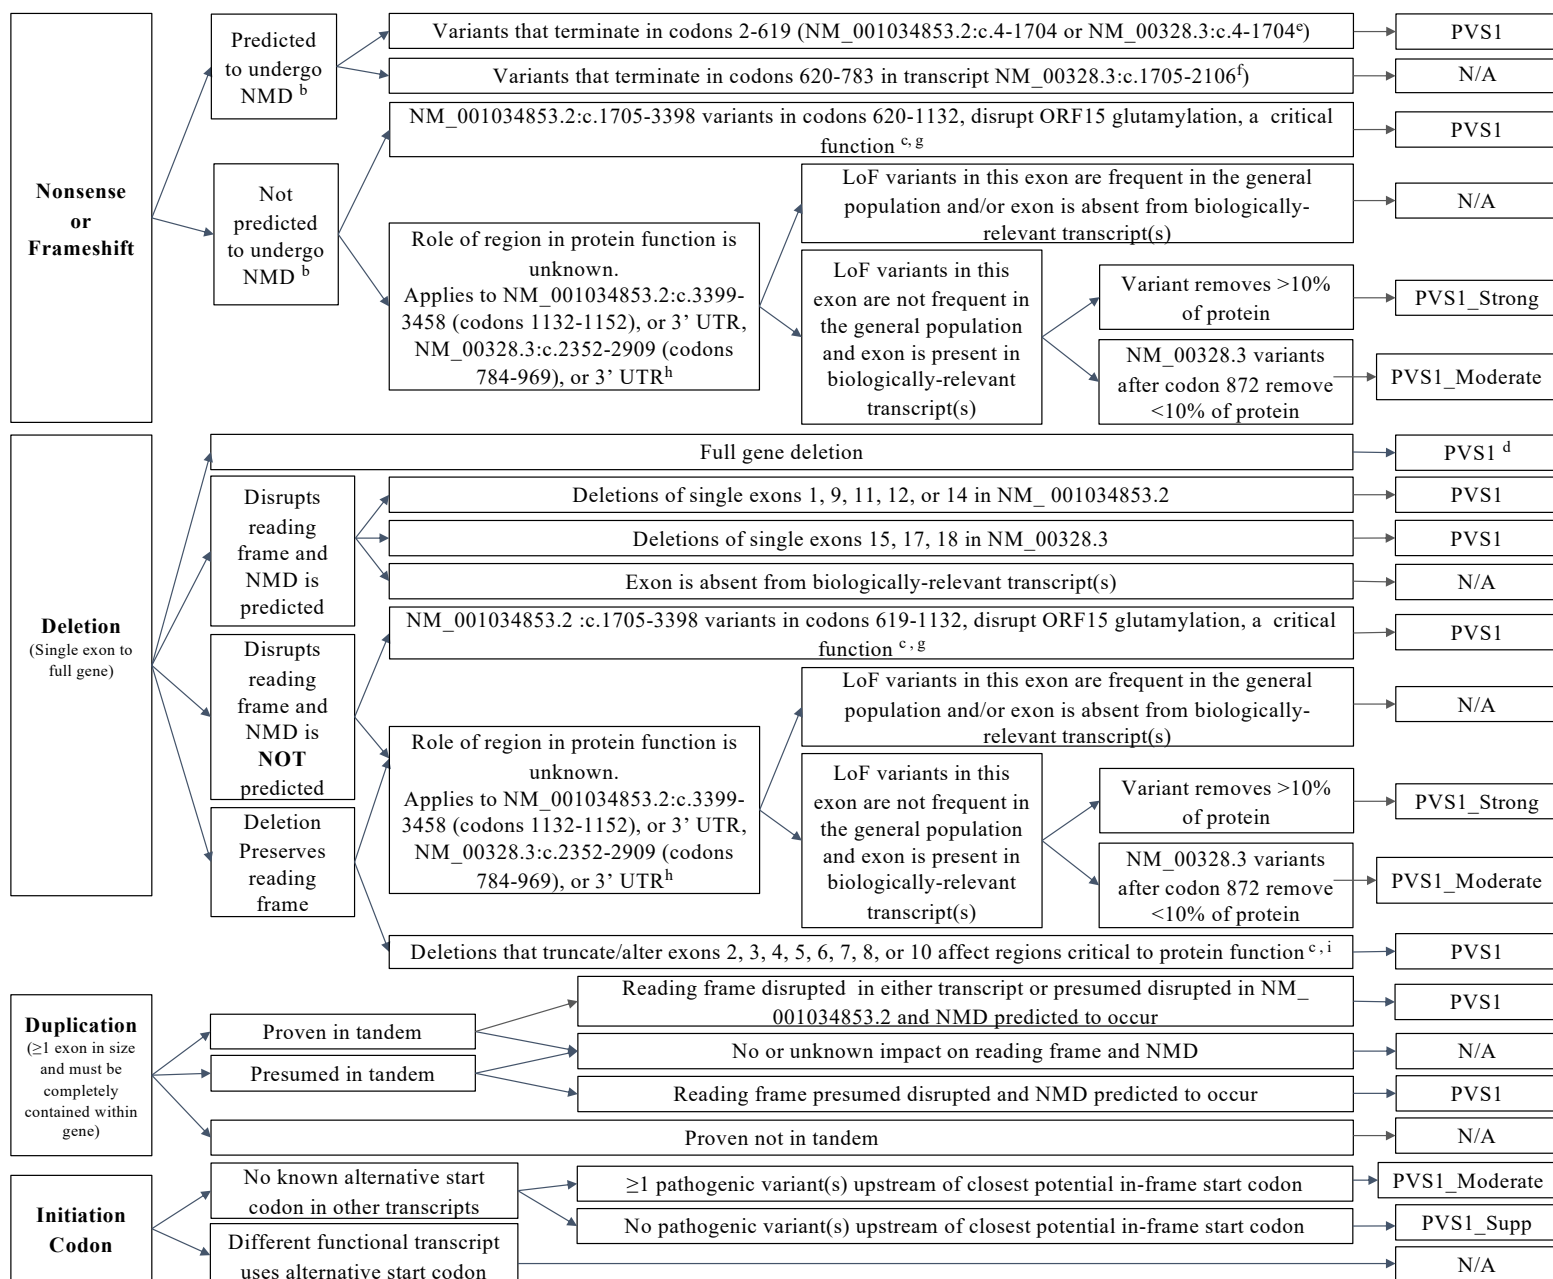 Nonsense
or
Frameshift
Predicted
to undergo
NMD b
Variants that terminate in codons 2-619 (NM_001034853.2:c.4-1704 or NM_00328.3:c.4-1704e)
PVS1
Variants that terminate in codons 620-783 in transcript NM_00328.3:c.1705-2106f)
N/A
Not
predicted
to undergo
NMD b
NM_001034853.2:c.1705-3398 variants in codons 620-1132, disrupt ORF15 glutamylation, a critical
function c, g
PVS1
Role of region in protein function is
unknown.
Applies to NM_001034853.2:c.3399-
3458 (codons 1132-1152), or 3’ UTR,
NM_00328.3:c.2352-2909 (codons
784-969), or 3’ UTRh
LoF variants in this exon are frequent in the general
population and/or exon is absent from biologically-
relevant transcript(s)
N/A
LoF variants in this
exon are not frequent in
the general population
and exon is present in
biologically-relevant
transcript(s)
Variant removes >10%
of protein
PVS1_Strong
NM_00328.3 variants
after codon 872 remove
<10% of protein
PVS1_Moderate
Deletion
(Single exon to
full gene)
Full gene deletion
PVS1 d
Disrupts
reading
frame and
NMD is
predicted
Deletions of single exons 1, 9, 11, 12, or 14 in NM_ 001034853.2
PVS1
Deletions of single exons 15, 17, 18 in NM_00328.3
PVS1
Exon is absent from biologically-relevant transcript(s)
N/A
Disrupts
reading
frame and
NMD is
NOT
predicted
NM_001034853.2 :c.1705-3398 variants in codons 619-1132, disrupt ORF15 glutamylation, a critical
function c, g
PVS1
Role of region in protein function is
unknown.
Applies to NM_001034853.2:c.3399-
3458 (codons 1132-1152), or 3’ UTR,
NM_00328.3:c.2352-2909 (codons
784-969), or 3’ UTRh
LoF variants in this exon are frequent in the general
population and/or exon is absent from biologically-
relevant transcript(s)
N/A
LoF variants in this
exon are not frequent in
the general population
and exon is present in
biologically-relevant
transcript(s)
Variant removes >10%
of protein
PVS1_Strong
NM_00328.3 variants
after codon 872 remove
<10% of protein
PVS1_Moderate
Deletion
Preserves
reading
frame
Deletions that truncate/alter exons 2, 3, 4, 5, 6, 7, 8, or 10 affect regions critical to protein function c, i
PVS1
Duplication
(≥1 exon in size
and must be
completely
contained within
gene)
Proven in tandem
Reading frame disrupted in either transcript or presumed disrupted in NM_
001034853.2 and NMD predicted to occur
PVS1
No or unknown impact on reading frame and NMD
N/A
Presumed in tandem
Reading frame presumed disrupted and NMD predicted to occur
PVS1
Proven not in tandem
N/A
Initiation
Codon
No known alternative start
codon in other transcripts
≥1 pathogenic variant(s) upstream of closest potential in-frame start codon
PVS1_Moderate
No pathogenic variant(s) upstream of closest potential in-frame start codon
PVS1_Supp
Different functional transcript
uses alternative start codon
N/A